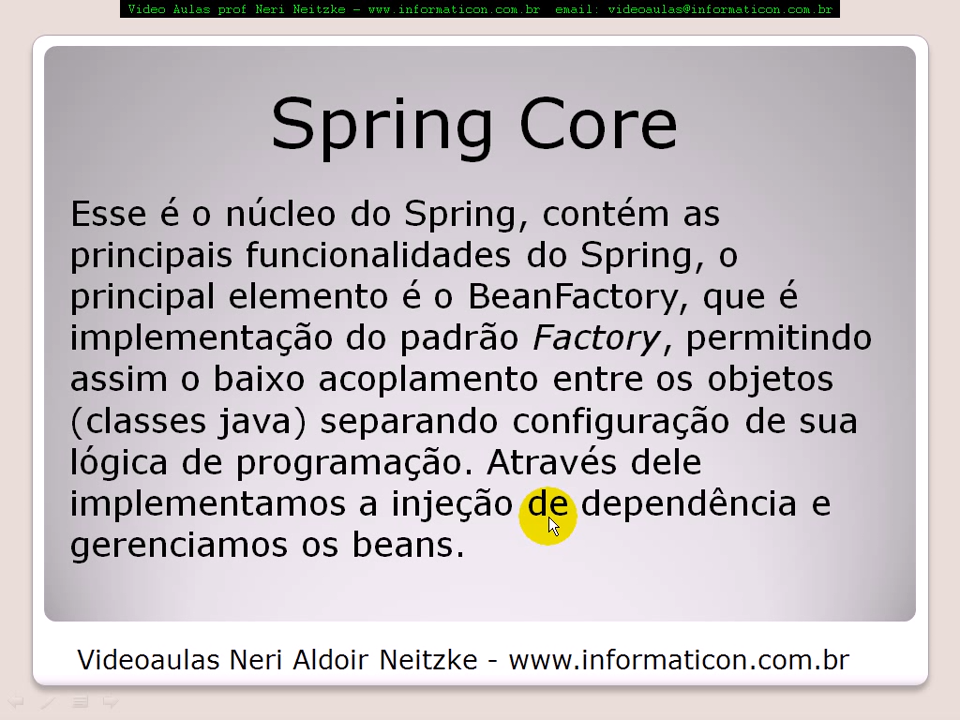 Video Aulas prof Neri Neitzke – www.informaticon.com.br email: videoaulas@informaticon.com.br
Spring Core
Esse é o núcleo do Spring, contém as
principais funcionalidades do Spring, o
principal elemento é o BeanFactory, que é
implementação do padrão Factory, permitindo
assim o baixo acoplamento entre os objetos
(classes java) separando configuração de sua
lógica de programação. Através dele
implementamos a injeção de dependência e
gerenciamos os beans.
Videoaulas Neri Aldoir Neitzke - www.informaticon.com.br